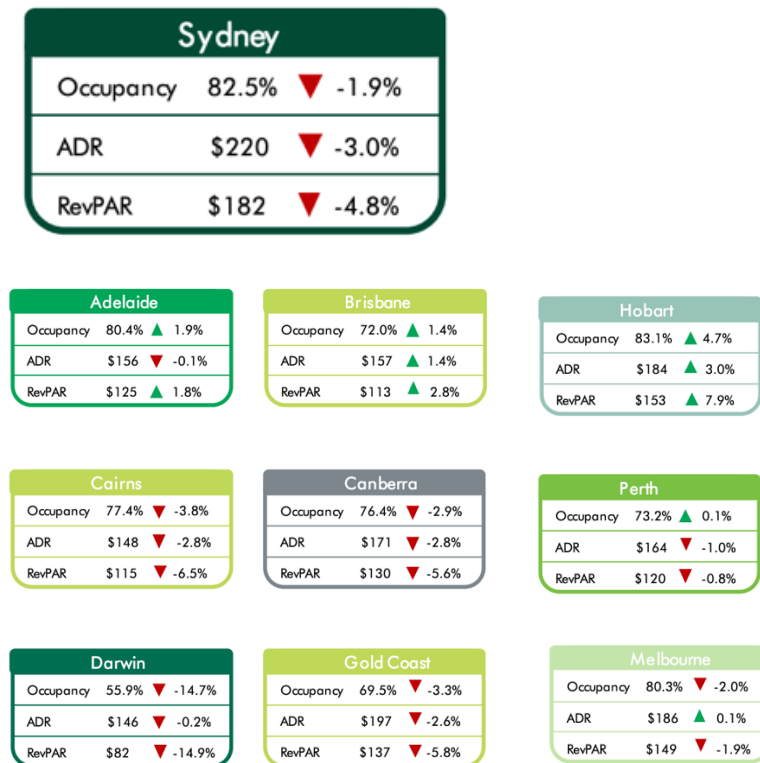 Sydney
Occupancy 82.5% ▼ -1.9%
ADR $220 ▼ -3.0%
RevPAR $182 ▼ -4.8%
Adelaide
Occupancy 80.4% ▲ 1.9%
ADR $156 ▼ -0.1%
RevPAR $125 ▲ 1.8%
Brisbane
Occupancy 72.0% ▲ 1.4%
ADR $157 ▲ 1.4%
RevPAR $113 ▲ 2.8%
Hobart
Occupancy 83.1% ▲ 4.7%
ADR $184 ▲ 3.0%
RevPAR $153 ▲ 7.9%
Cairns
Occupancy 77.4% ▼ -3.8%
ADR $148 ▼ -2.8%
RevPAR $115 ▼ -6.5%
Canberra
Occupancy 76.4% ▼ -2.9%
ADR $171 ▼ -2.8%
RevPAR $130 ▼ -5.6%
Perth
Occupancy 73.2% ▲ 0.1%
ADR $164 ▼ -1.0%
RevPAR $120 ▼ -0.8%
Darwin
Occupancy 55.9% ▼ -14.7%
ADR $146 ▼ -0.2%
RevPAR $82 ▼ -14.9%
Gold Coast
Occupancy 69.5% ▼ -3.3%
ADR $197 ▼ -2.6%
RevPAR $137 ▼ -5.8%
Melbourne
Occupancy 80.3% ▼ -2.0%
ADR $186 ▲ 0.1%
RevPAR $149 ▼ -1.9%